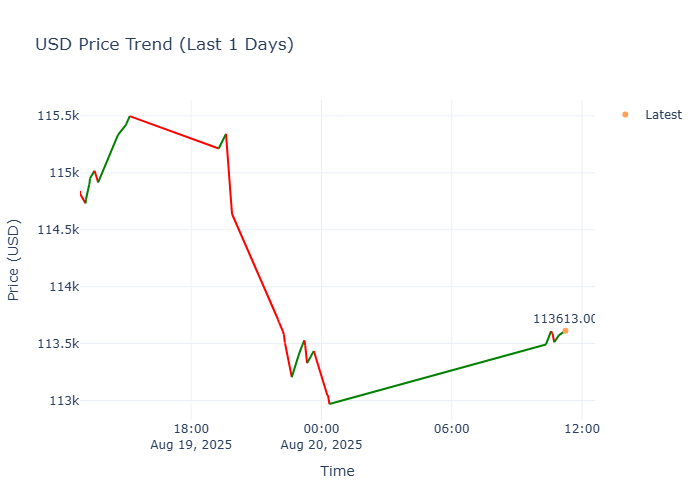 USD Price Trend (Last 1 Days)
Latest
115.5k
115k
114.5k
114k
113.5k
113k
Price (USD)
113613.00
18:00
Aug 19, 2025
00:00
Aug 20, 2025
06:00
12:00
Time